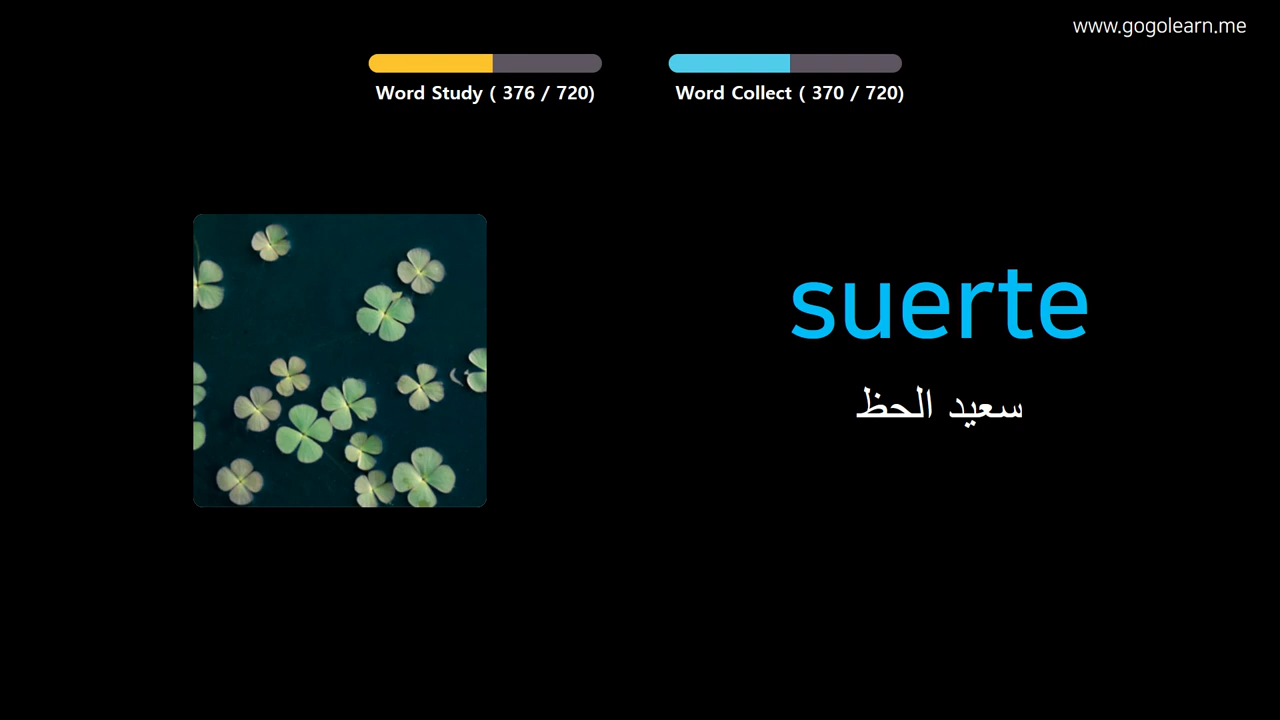 www.gogolearn.me
Word Study ( 376 / 720)
Word Collect ( 370 / 720)
suerte
سعيد الحظ